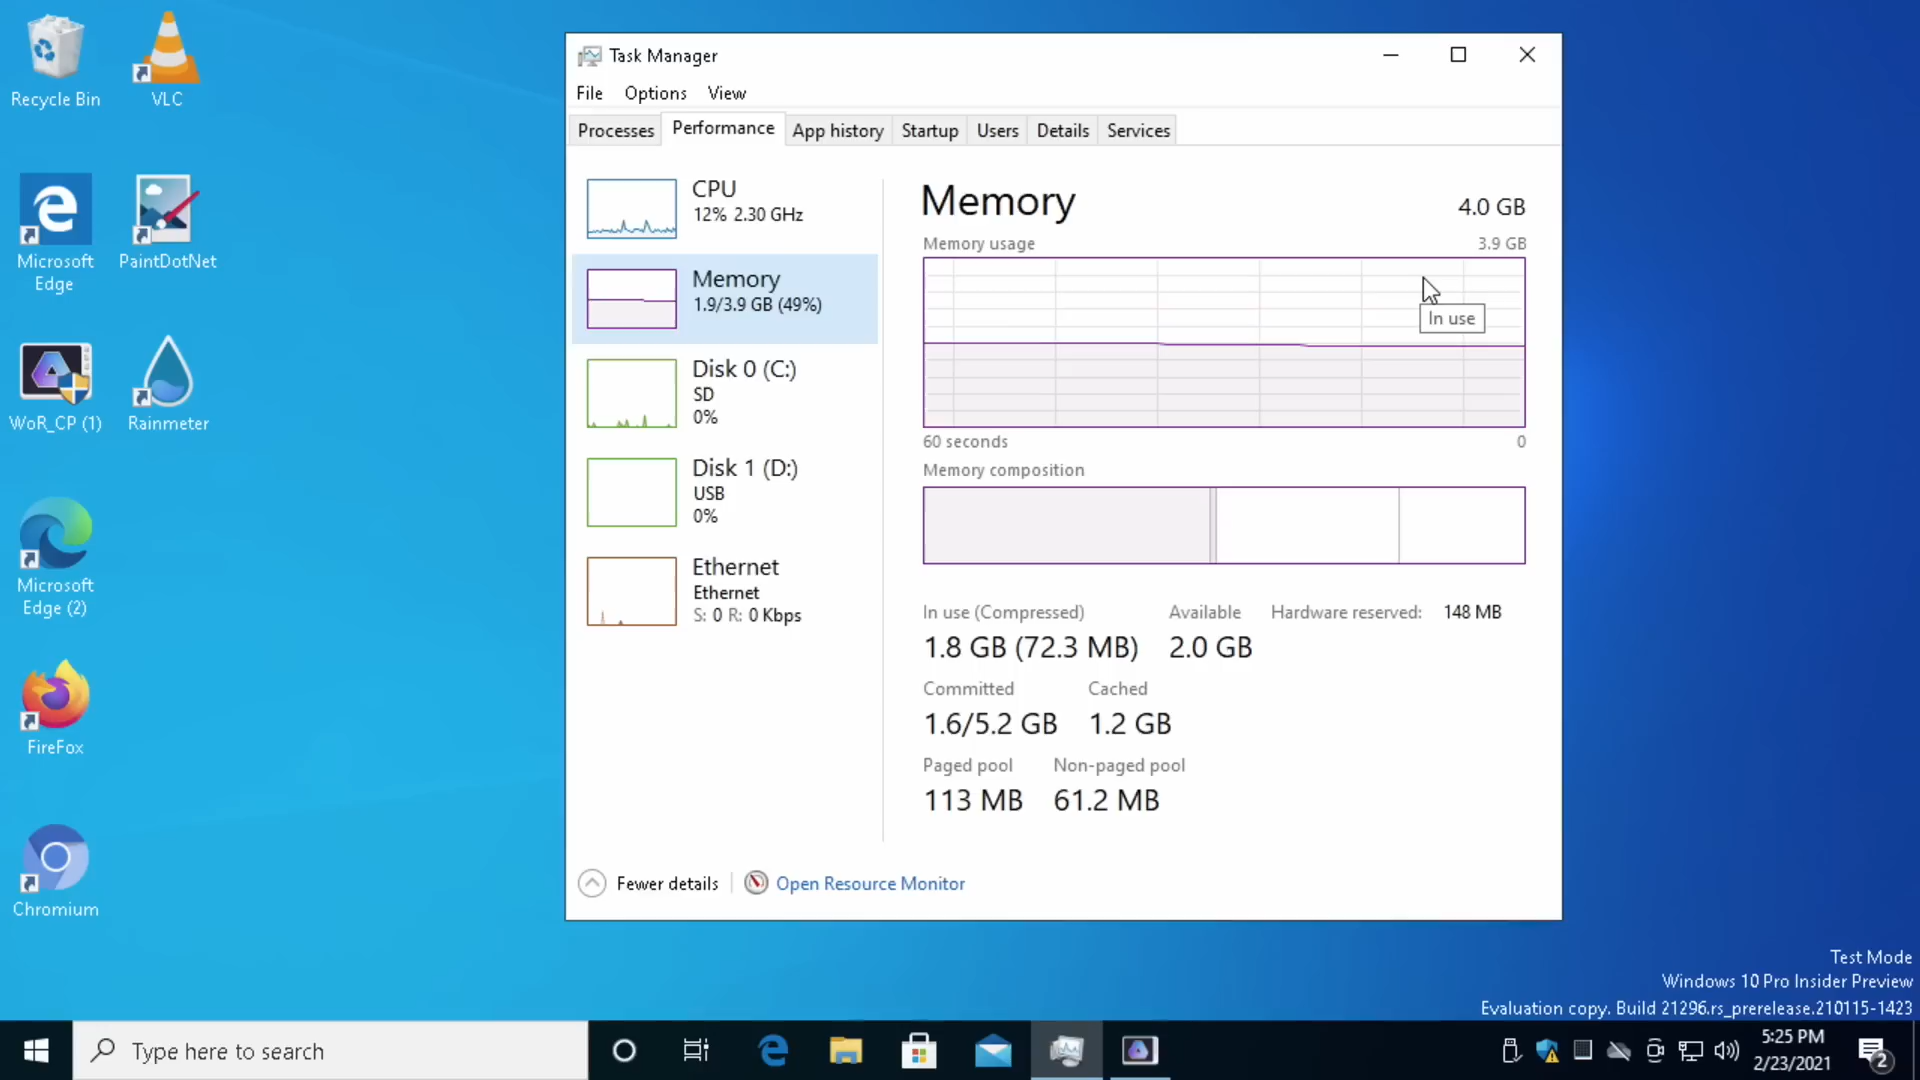 Recycle Bin
VLC
Microsoft
Edge
PaintDotNet
WoR_CP (1)
Rainmeter
Microsoft
Edge (2)
FireFox
Chromium
Task Manager
File Options View
Processes Performance App history Startup Users Details Services
CPU
12% 2.30 GHz
Memory
1.9/3.9 GB (49%)
Disk 0 (C:)
SD
0%
Disk 1 (D:)
USB
0%
Ethernet
Ethernet
S: 0 R: 0 Kbps
Memory 4.0 GB
Memory usage 3.9 GB
In use
60 seconds 0
Memory composition
In use (Compressed) Available Hardware reserved: 148 MB
1.8 GB (72.3 MB) 2.0 GB
Committed Cached
1.6/5.2 GB 1.2 GB
Paged pool Non-paged pool
113 MB 61.2 MB
Fewer details Open Resource Monitor
Test Mode
Windows 10 Pro Insider Preview
Evaluation copy. Build 21296.rs_prerelease.210115-1423
Type here to search
5:25 PM
2/23/2021
2